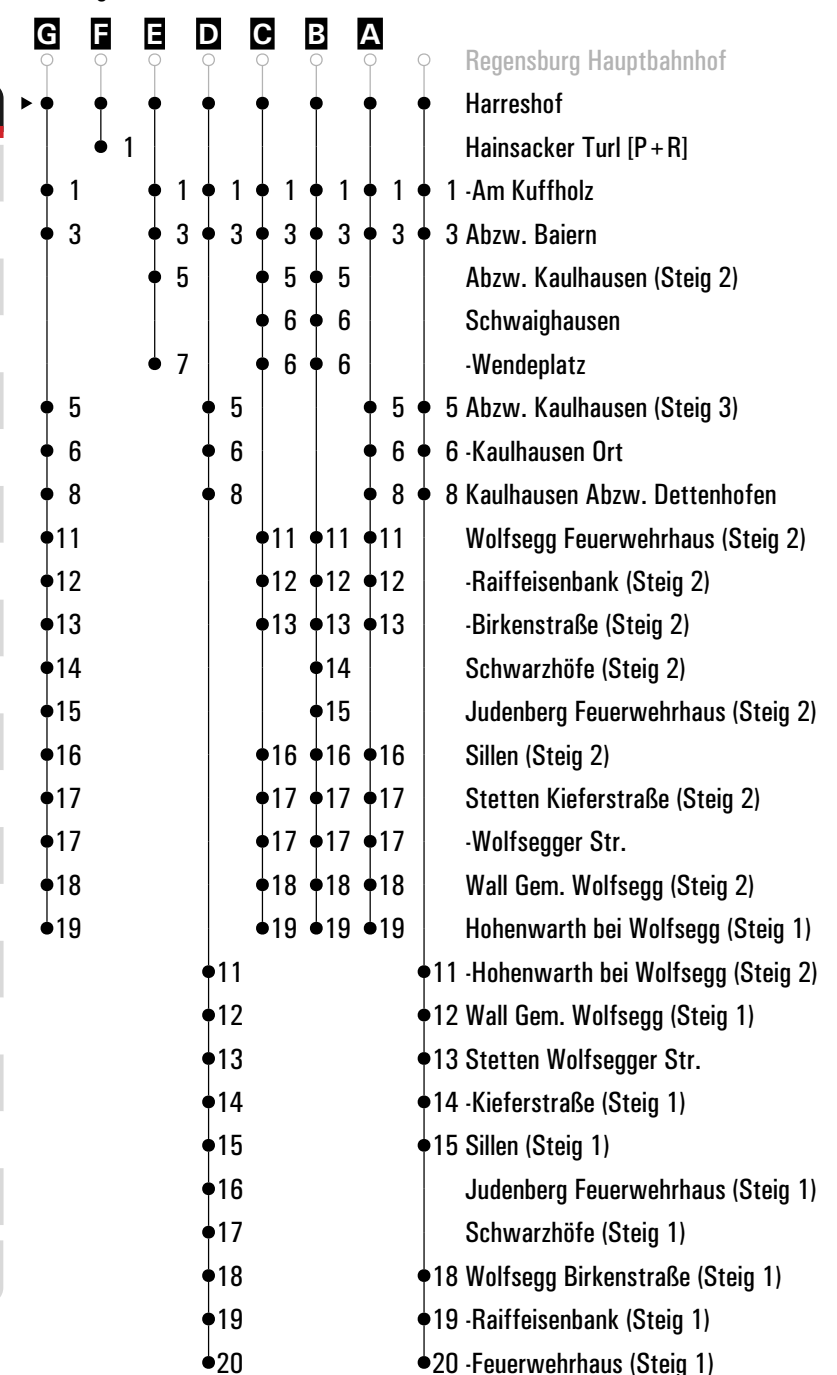 G F E D C B A
Regensburg Hauptbahnhof
Harreshof
1 Hainsacker Turl [P+R]
1 1 1 1 1 1 1 -Am Kuffholz
3 3 3 3 3 3 3 Abzw. Baiern
5 5 5 Abzw. Kaulhausen (Steig 2)
6 6 Schwaighausen
7 6 6 -Wendeplatz
5 5 5 5 Abzw. Kaulhausen (Steig 3)
6 6 6 6 -Kaulhausen Ort
8 8 8 8 Kaulhausen Abzw. Dettenhofen
11 11 11 11 Wolfsegg Feuerwehrhaus (Steig 2)
12 12 12 12 -Raiffeisenbank (Steig 2)
13 13 13 13 -Birkenstraße (Steig 2)
14 14 Schwarzhöfe (Steig 2)
15 15 Judenberg Feuerwehrhaus (Steig 2)
16 16 16 16 Sillen (Steig 2)
17 17 17 17 Stetten Kieferstraße (Steig 2)
17 17 17 17 -Wolfsegger Str.
18 18 18 18 Wall Gem. Wolfsegg (Steig 2)
19 19 19 19 Hohenwarth bei Wolfsegg (Steig 1)
11 11 -Hohenwarth bei Wolfsegg (Steig 2)
12 12 Wall Gem. Wolfsegg (Steig 1)
13 13 Stetten Wolfsegger Str.
14 14 -Kieferstraße (Steig 1)
15 15 Sillen (Steig 1)
16 Judenberg Feuerwehrhaus (Steig 1)
17 Schwarzhöfe (Steig 1)
18 18 Wolfsegg Birkenstraße (Steig 1)
19 19 -Raiffeisenbank (Steig 1)
20 20 -Feuerwehrhaus (Steig 1)